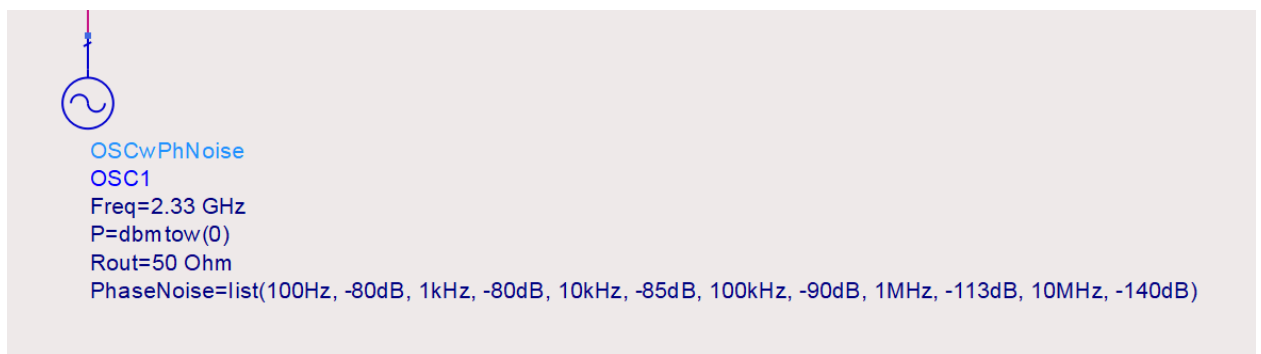 OSCwPhNoise
OSC1
Freq=2.33 GHz
P=dbmtow(0)
Rout=50 Ohm
PhaseNoise=list(100Hz, -80dB, 1kHz, -80dB, 10kHz, -85dB, 100kHz, -90dB, 1MHz, -113dB, 10MHz, -140dB)